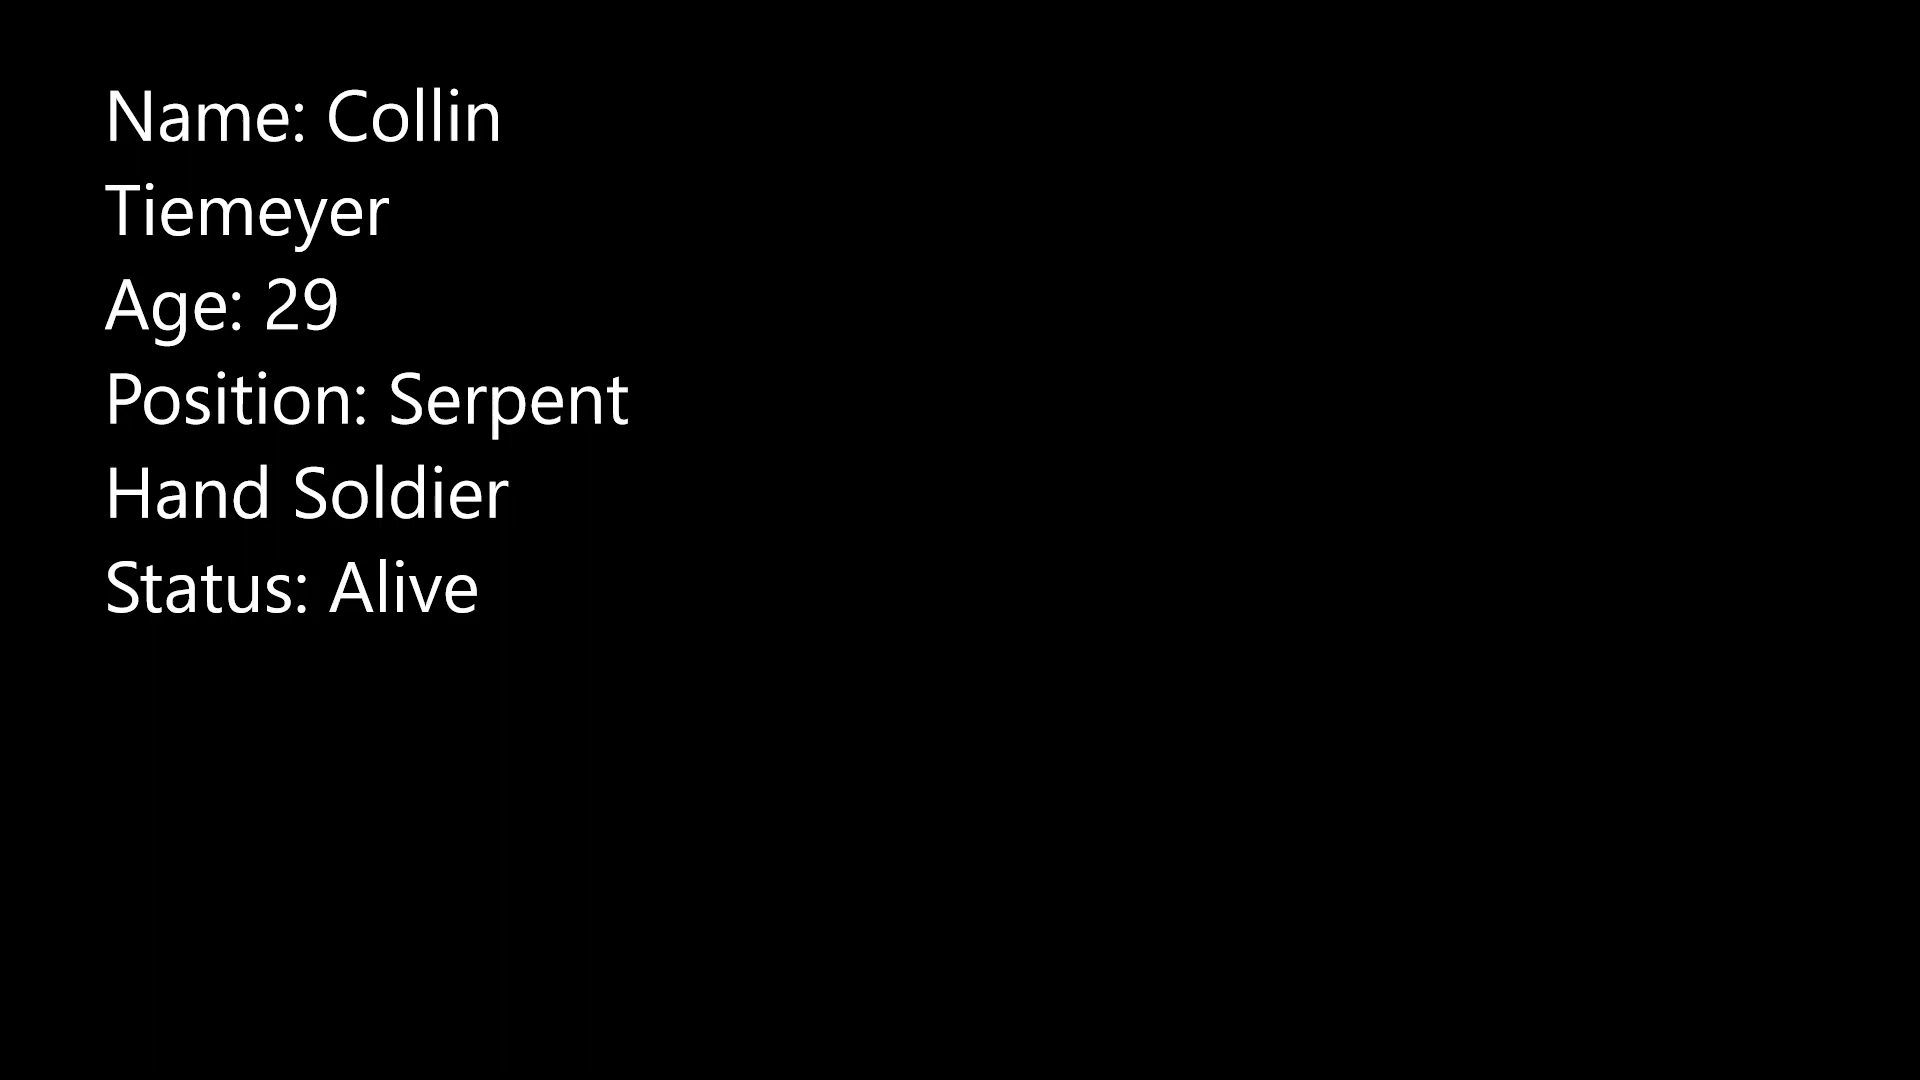 Name: Collin
Tiemeyer
Age: 29
Position: Serpent
Hand Soldier
Status: Alive